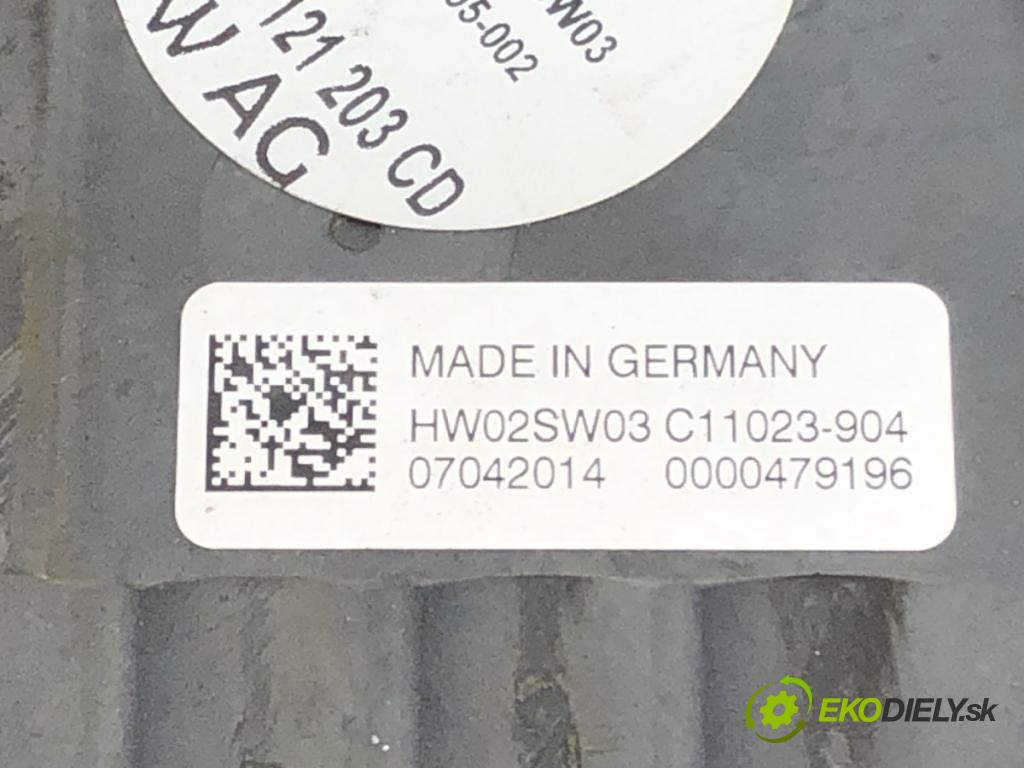 W03
05-002
121 203 CD
W AG
MADE IN GERMANY
HW02SW03 C11023-904
07042014 0000479196
EKODIELY.sk